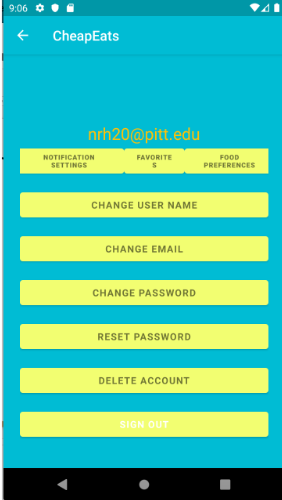 9:06
CheapEats
nrh20@pitt.edu
NOTIFICATION SETTINGS
FAVORITES
FOOD PREFERENCES
CHANGE USER NAME
CHANGE EMAIL
CHANGE PASSWORD
RESET PASSWORD
DELETE ACCOUNT
SIGN OUT